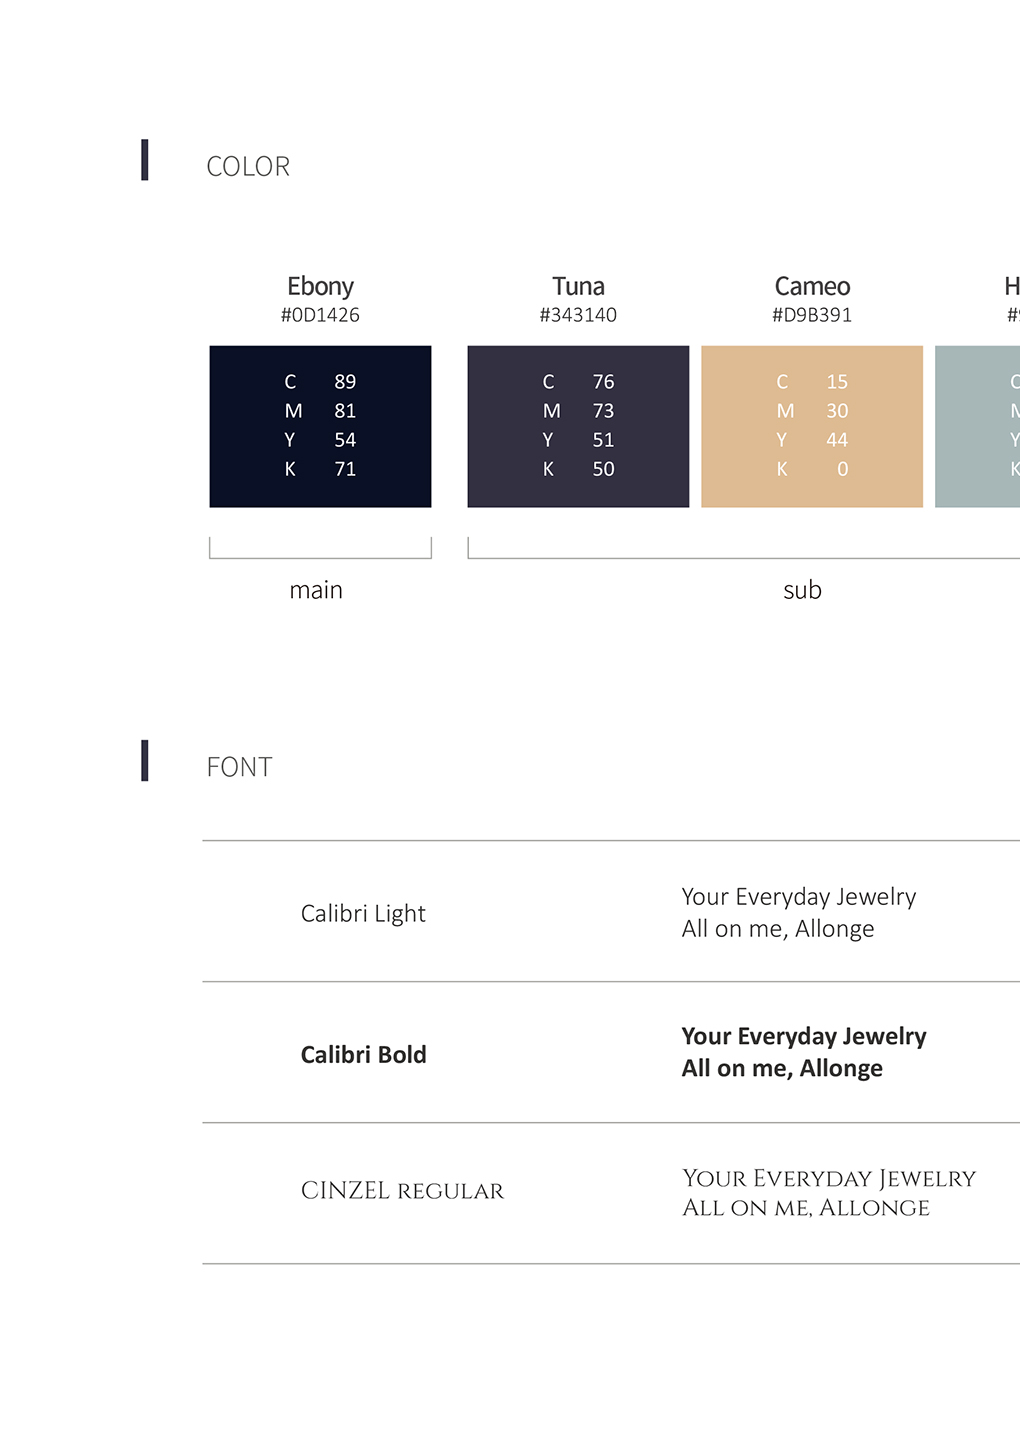 COLOR
Ebony
#0D1426
Tuna
#343140
Cameo
#D9B391
C 89
M 81
Y 54
K 71
C 76
M 73
Y 51
K 50
C 15
M 30
Y 44
K 0
main
sub
FONT
Calibri Light
Your Everyday Jewelry
All on me, Allonge
Calibri Bold
Your Everyday Jewelry
All on me, Allonge
CINZEL REGULAR
Your Everyday Jewelry
All on me, Allonge